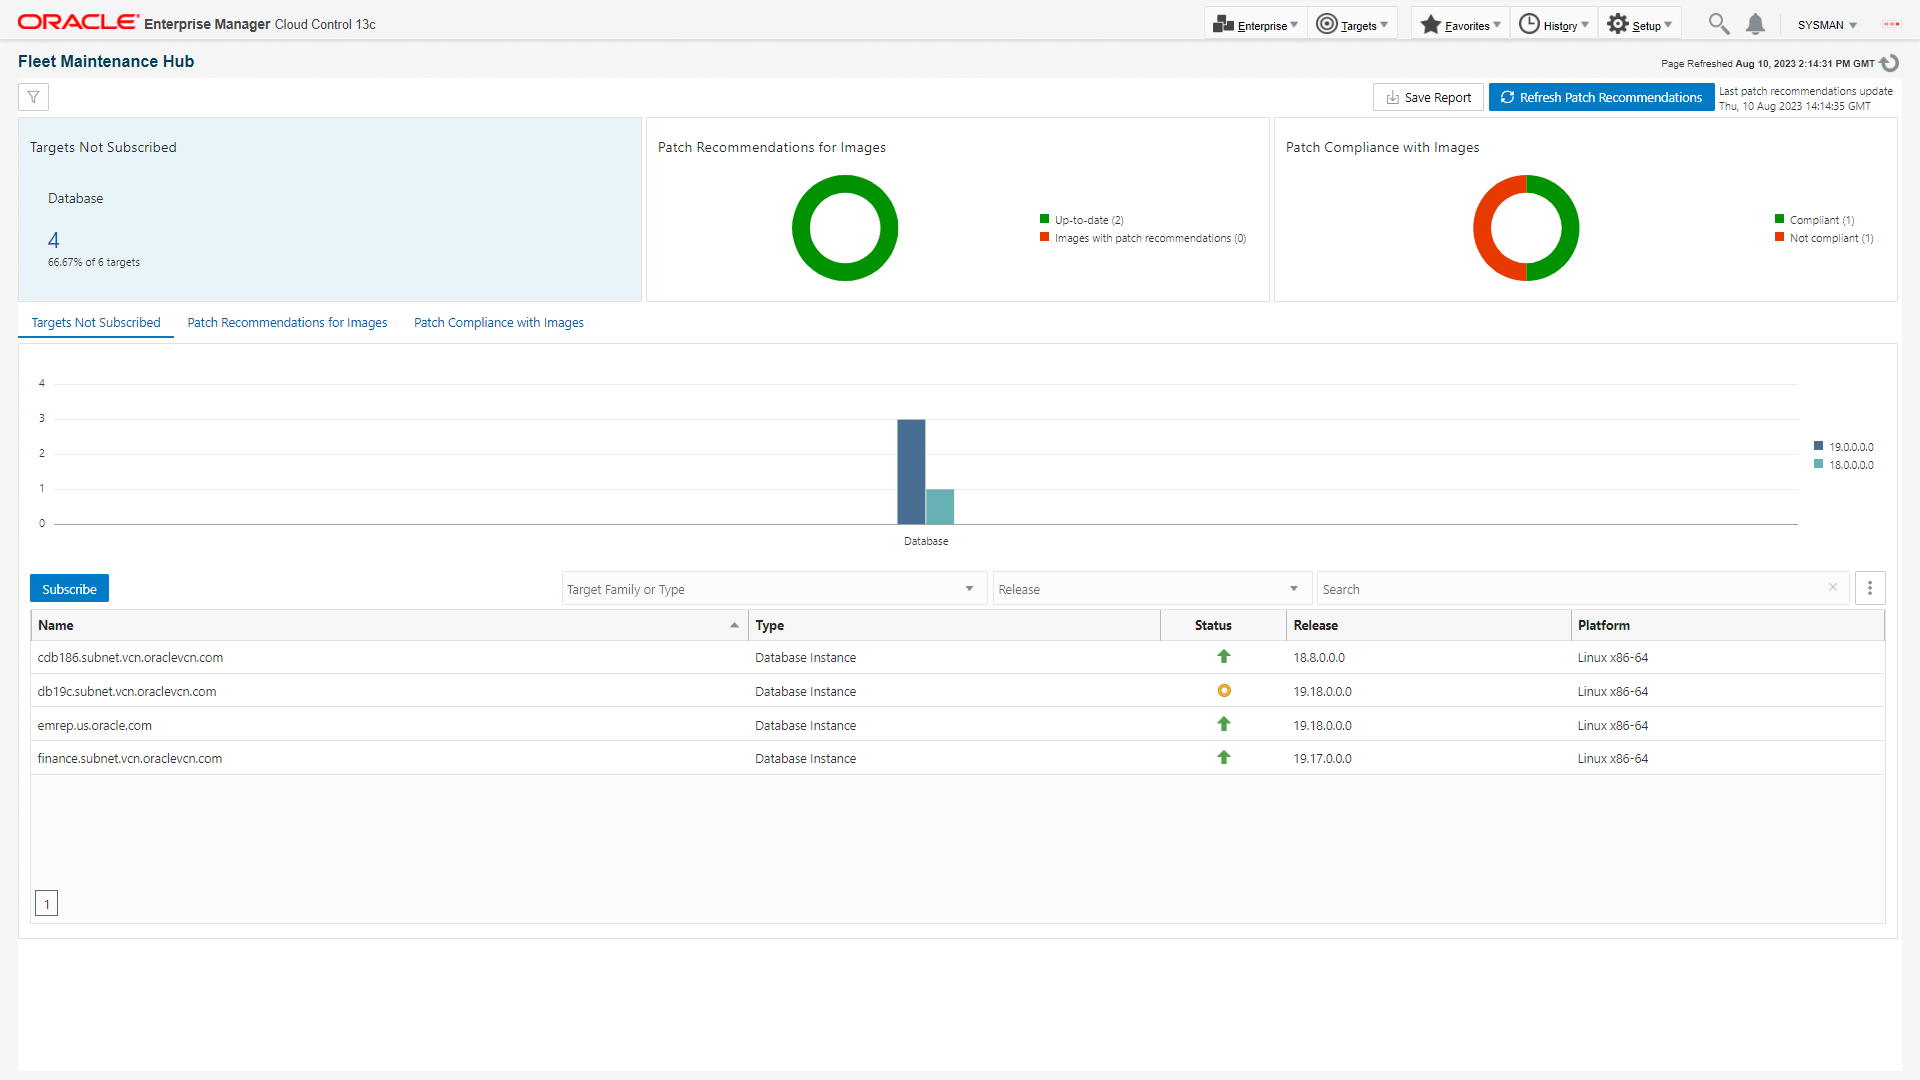 ORACLE Enterprise Manager Cloud Control 13c
Enterprise
Targets
Favorites
History
Setup
SYSMAN
Fleet Maintenance Hub
Page Refreshed Aug 10, 2023 2:14:31 PM GMT
Save Report
Refresh Patch Recommendations
Last patch recommendations update
Thu, 10 Aug 2023 14:14:35 GMT
Targets Not Subscribed
Database
4
66.67% of 6 targets
Patch Recommendations for Images
Up-to-date (2)
Images with patch recommendations (0)
Patch Compliance with Images
Compliant (1)
Not compliant (1)
Targets Not Subscribed
Patch Recommendations for Images
Patch Compliance with Images
4
3
2
1
0
Database
19.0.0.0.0
18.0.0.0.0
Subscribe
Target Family or Type
Release
Search
Name Type Status Release Platform
cdb186.subnet.vcn.oraclevcn.com Database Instance 18.8.0.0.0 Linux x86-64
db19c.subnet.vcn.oraclevcn.com Database Instance 19.18.0.0.0 Linux x86-64
emrep.us.oracle.com Database Instance 19.18.0.0.0 Linux x86-64
finance.subnet.vcn.oraclevcn.com Database Instance 19.17.0.0.0 Linux x86-64
1